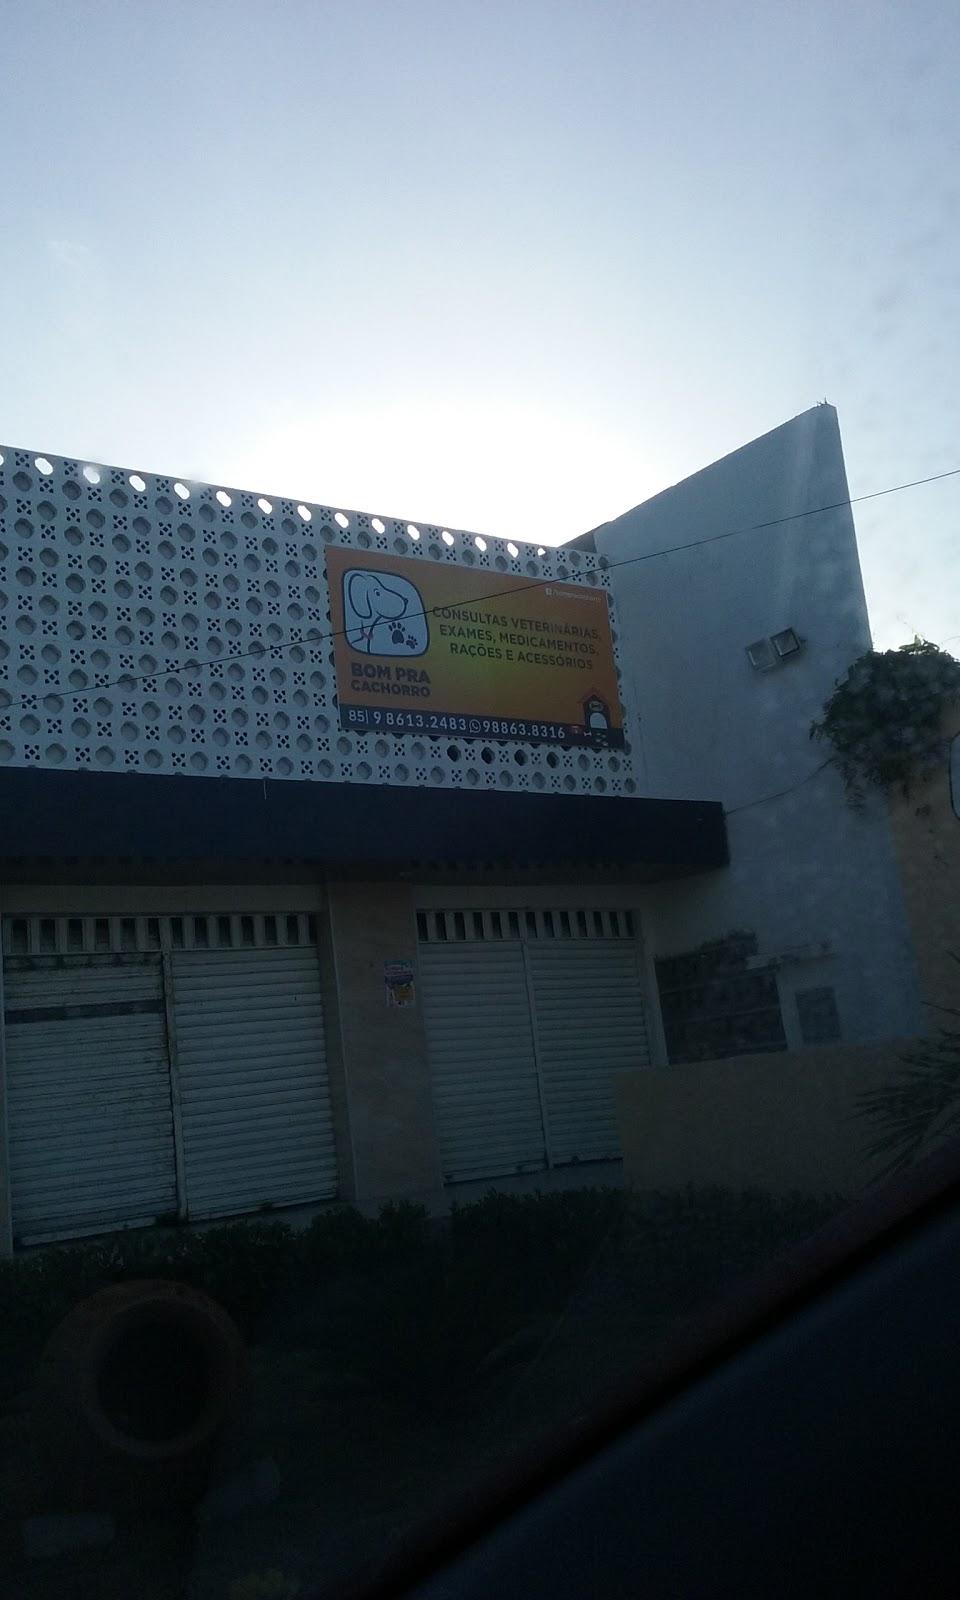 CONSULTAS VETERINÁRIAS,
EXAMES, MEDICAMENTOS,
RAÇÕES E ACESSÓRIOS
BOM PRA
CACHORRO
85| 9 8613.2483 98863.8316